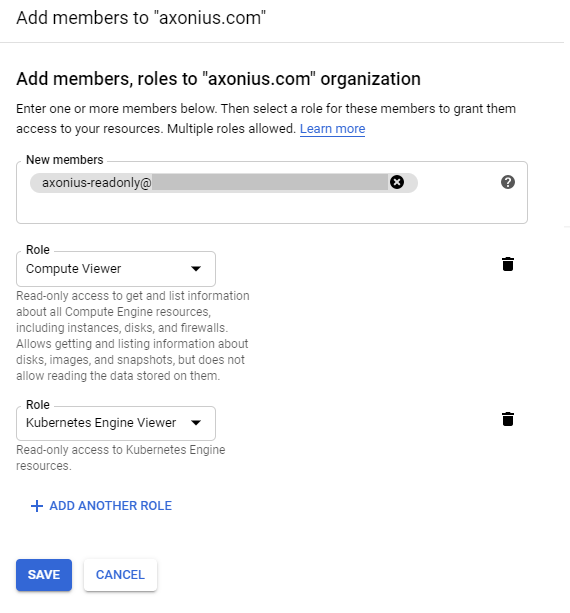 Add members to "axonius.com"
Add members, roles to "axonius.com" organization
Enter one or more members below. Then select a role for these members to grant them
access to your resources. Multiple roles allowed. Learn more
New members
axonius-readonly@
Role
Compute Viewer
Read-only access to get and list information
about all Compute Engine resources,
including instances, disks, and firewalls.
Allows getting and listing information about
disks, images, and snapshots, but does not
allow reading the data stored on them.
Role
Kubernetes Engine Viewer
Read-only access to Kubernetes Engine
resources.
ADD ANOTHER ROLE
SAVE CANCEL